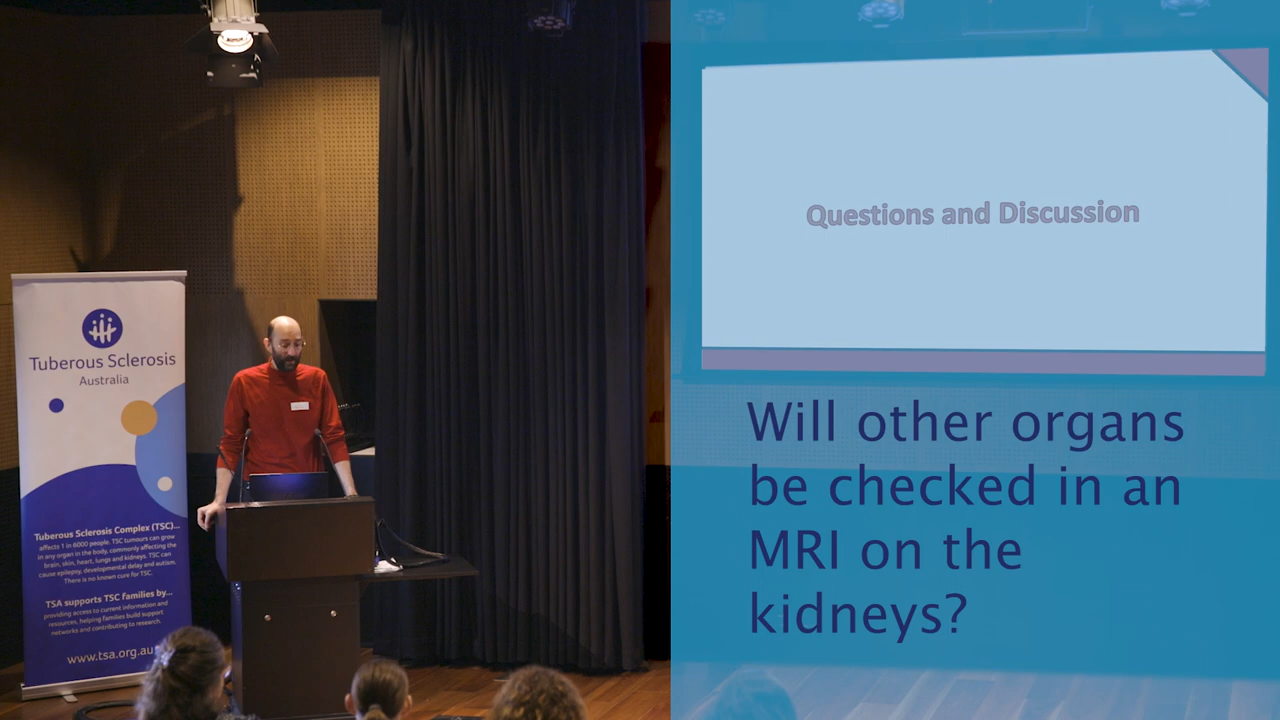 Tuberous Sclerosis
Australia
Tuberous Sclerosis Complex (TSC)...
affects 1 in 6000 people. TSC tumours can grow
in any organ in the body, commonly affecting the
brain, skin, heart, lungs and kidneys. TSC can
cause epilepsy, developmental delay and autism.
There is no known cure for TSC.
TSA supports TSC families by...
providing access to current information and
resources, helping families build support
networks and contributing to research.
www.tsa.org.au
Questions and Discussion
Will other organs
be checked in an
MRI on the
kidneys?